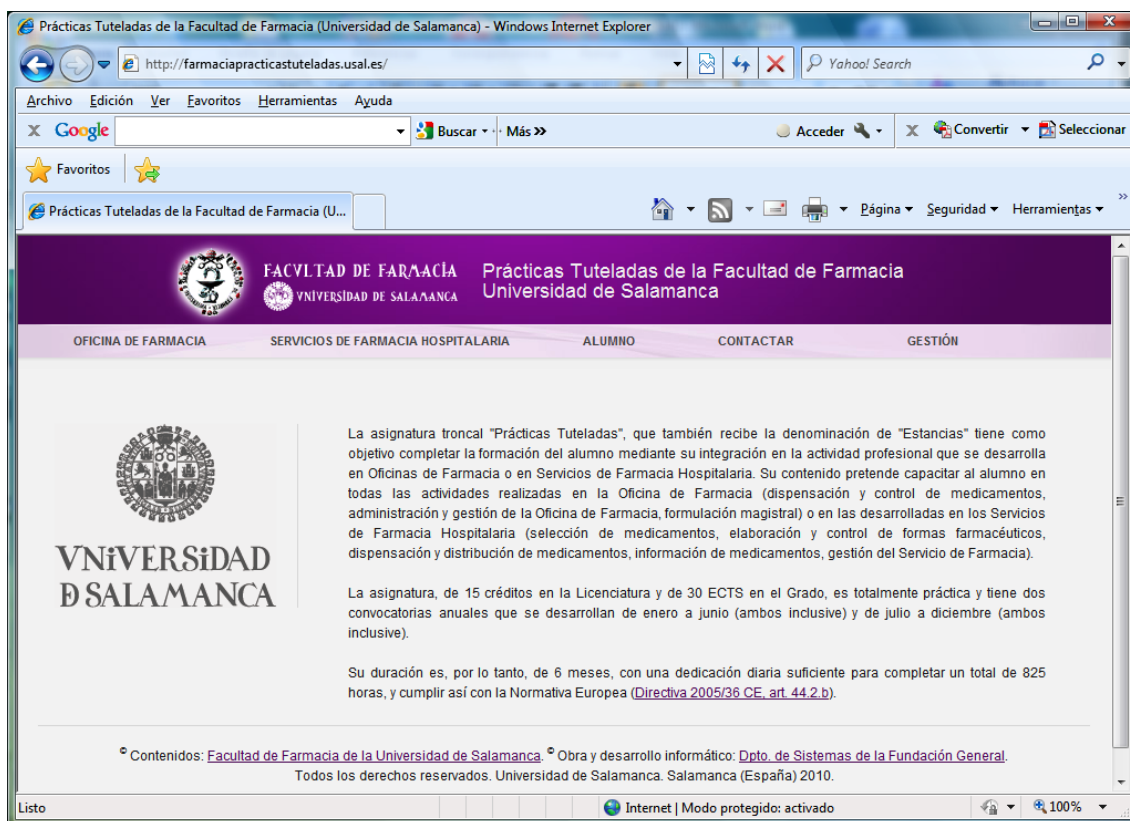 Prácticas Tuteladas de la Facultad de Farmacia (Universidad de Salamanca) - Windows Internet Explorer
http://farmaciapracticastuteladas.usal.es/
Yahoo! Search
Archivo Edición Ver Favoritos Herramientas Ayuda
X Google Buscar Más » Acceder X Convertir Seleccionar
Favoritos
Prácticas Tuteladas de la Facultad de Farmacia (U... Página Seguridad Herramientas »
FACVLTAD DE FARMACÍA
VNÍVERSÍDAD DE SALAMANCA
Prácticas Tuteladas de la Facultad de Farmacia
Universidad de Salamanca
OFICINA DE FARMACIA SERVICIOS DE FARMACIA HOSPITALARIA ALUMNO CONTACTAR GESTIÓN
VNiVERSiDAD
D SALAMANCA
La asignatura troncal "Prácticas Tuteladas", que también recibe la denominación de "Estancias" tiene como
objetivo completar la formación del alumno mediante su integración en la actividad profesional que se desarrolla
en Oficinas de Farmacia o en Servicios de Farmacia Hospitalaria. Su contenido pretende capacitar al alumno en
todas las actividades realizadas en la Oficina de Farmacia (dispensación y control de medicamentos,
administración y gestión de la Oficina de Farmacia, formulación magistral) o en las desarrolladas en los Servicios
de Farmacia Hospitalaria (selección de medicamentos, elaboración y control de formas farmacéuticos,
dispensación y distribución de medicamentos, información de medicamentos, gestión del Servicio de Farmacia).
La asignatura, de 15 créditos en la Licenciatura y de 30 ECTS en el Grado, es totalmente práctica y tiene dos
convocatorias anuales que se desarrollan de enero a junio (ambos inclusive) y de julio a diciembre (ambos
inclusive).
Su duración es, por lo tanto, de 6 meses, con una dedicación diaria suficiente para completar un total de 825
horas, y cumplir así con la Normativa Europea (Directiva 2005/36 CE, art. 44.2.b).
© Contenidos: Facultad de Farmacia de la Universidad de Salamanca. © Obra y desarrollo informático: Dpto. de Sistemas de la Fundación General.
Todos los derechos reservados. Universidad de Salamanca. Salamanca (España) 2010.
Listo Internet | Modo protegido: activado 100%